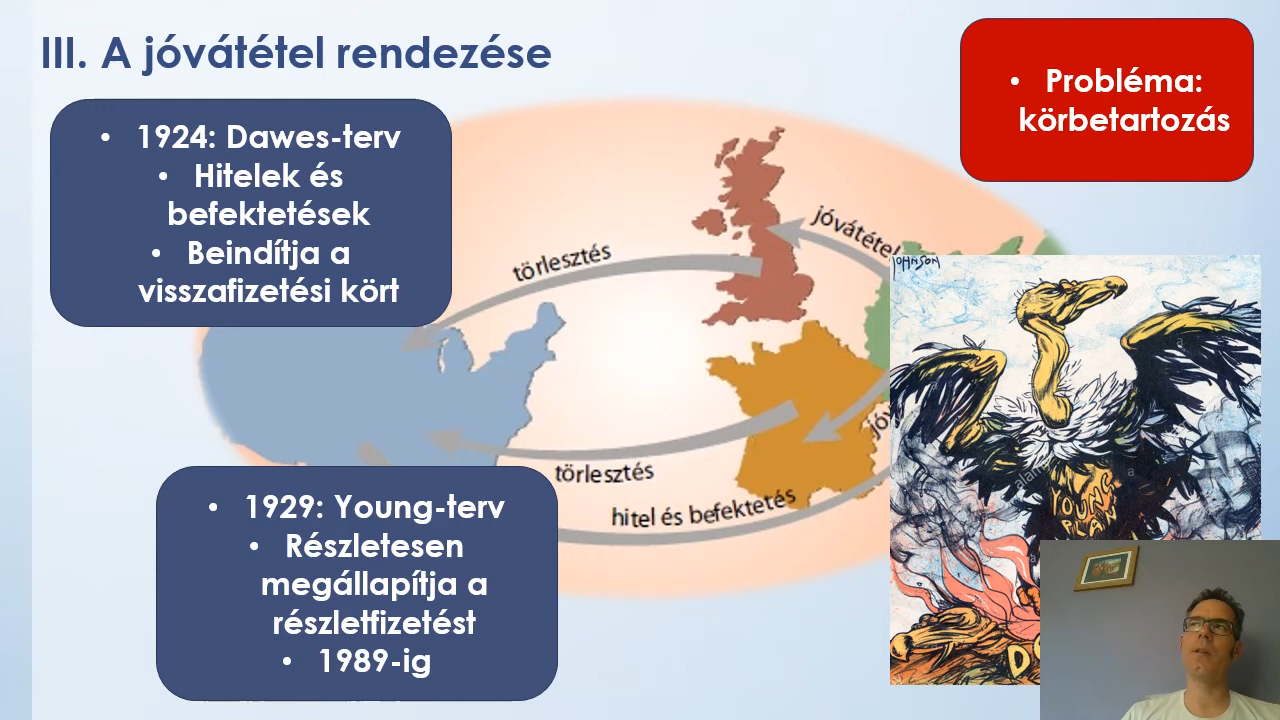 III. A jóvátétel rendezése
• Probléma:
körbetartozás
• 1924: Dawes-terv
• Hitelek és
befektetések
• Beindítja a
visszafizetési kört
törlesztés
jóvátétel
JOHNSON
törlesztés
jóv
hitel és befektetés
• 1929: Young-terv
• Részletesen
megállapítja a
részletfizetést
• 1989-ig
YOUNG
PLAN
D